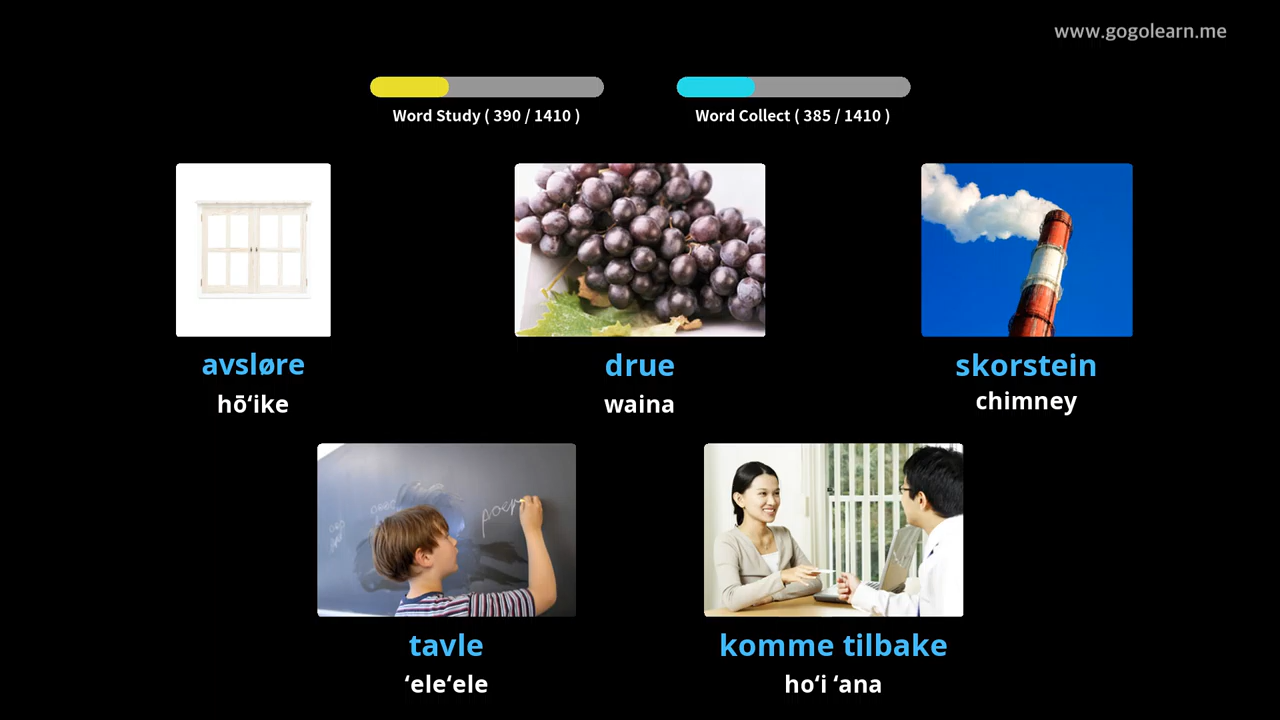 www.gogolearn.me
Word Study ( 390 / 1410 )
Word Collect ( 385 / 1410 )
avsløre
hōʻike
drue
waina
skorstein
chimney
poem
tavle
ʻeleʻele
komme tilbake
hoʻi ʻana